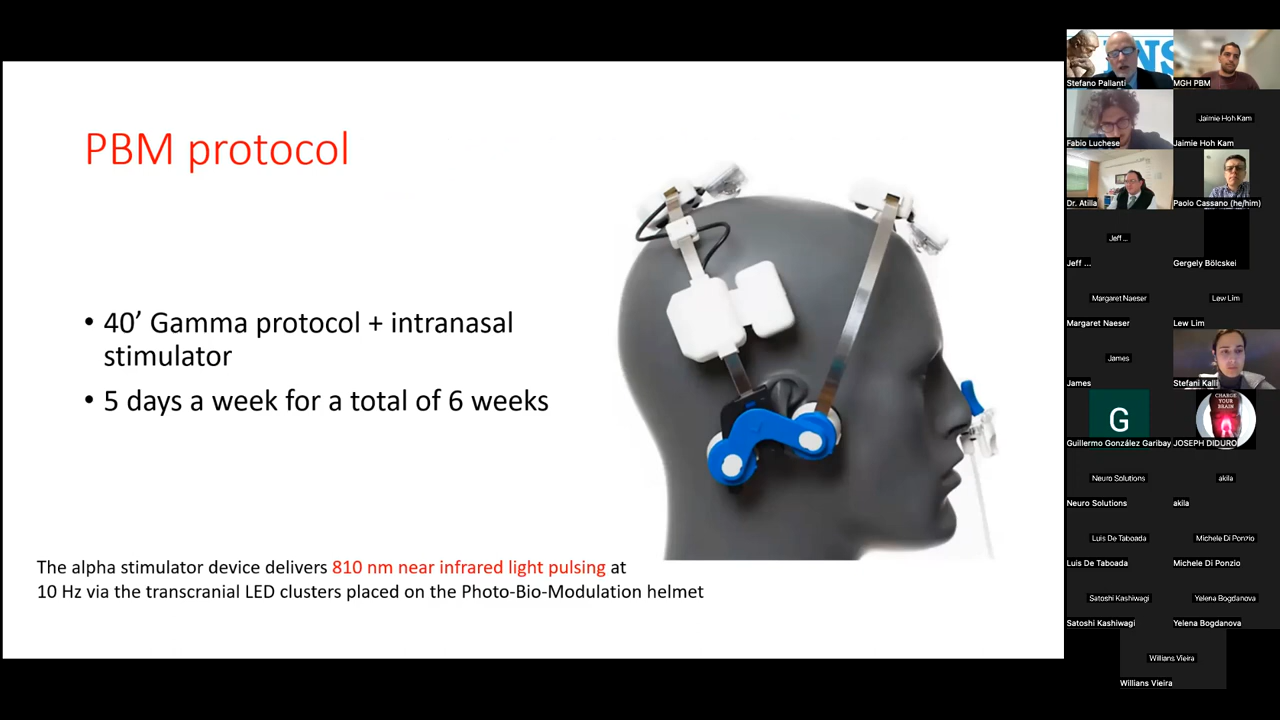 PBM protocol
• 40’ Gamma protocol + intranasal
stimulator
• 5 days a week for a total of 6 weeks
The alpha stimulator device delivers 810 nm near infrared light pulsing at
10 Hz via the transcranial LED clusters placed on the Photo-Bio-Modulation helmet
NS
Stefano Pallanti
MGH PBM
Fabio Luchese
Jaimie Hoh Kam
Jaimie Hoh Kam
Dr. Atilla
Paolo Cassano (he/him)
Jeff ...
Jeff ...
Gergely Bölcskei
Margaret Naeser
Margaret Naeser
Lew Lim
Lew Lim
James
James
Stefani Kalli
G
Guillermo González Garibay
CHARGE
YOUR
BRAIN
JOSEPH DIDURO
Neuro Solutions
Neuro Solutions
akila
akila
Luis De Taboada
Luis De Taboada
Michele Di Ponzio
Michele Di Ponzio
Satoshi Kashiwagi
Satoshi Kashiwagi
Yelena Bogdanova
Yelena Bogdanova
Willians Vieira
Willians Vieira